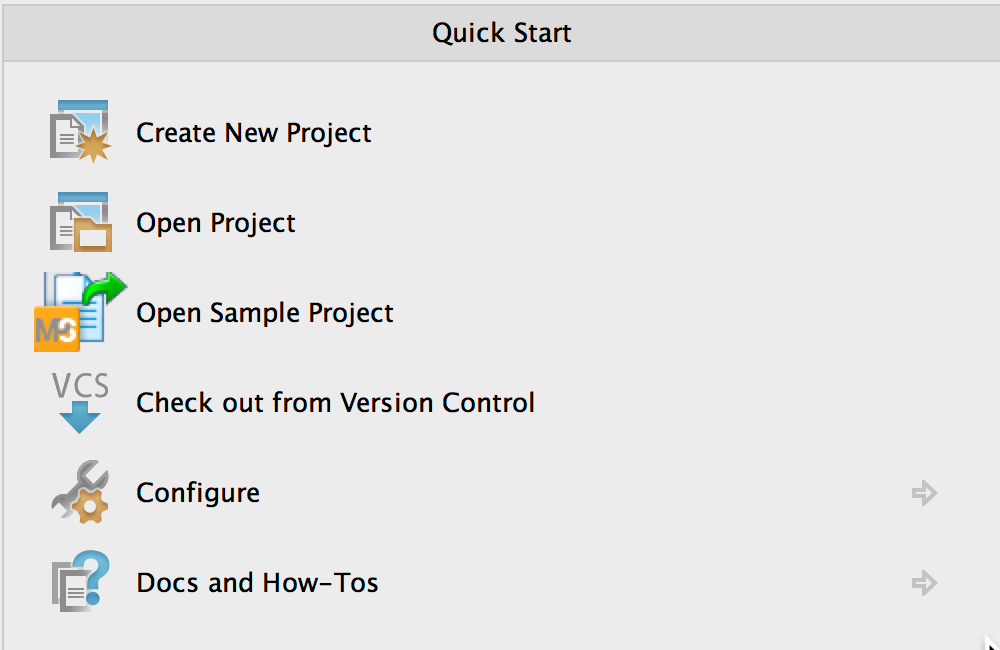 Quick Start
Create New Project
Open Project
MPS
Open Sample Project
VCS
Check out from Version Control
Configure
Docs and How-Tos